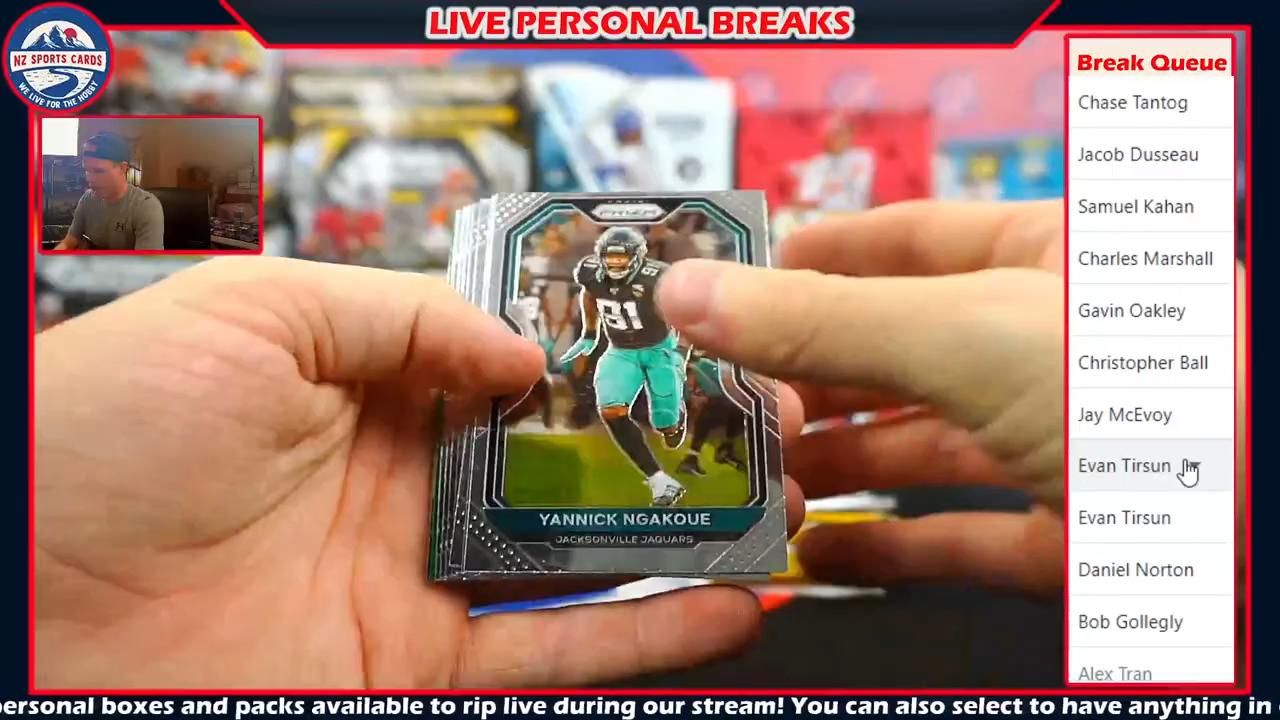 LIVE PERSONAL BREAKS
NZ SPORTS CARDS
WE LIVE FOR THE HOBBY
Break Queue
Chase Tantog
Jacob Dusseau
Samuel Kahan
Charles Marshall
Gavin Oakley
Christopher Ball
Jay McEvoy
Evan Tirsun
Evan Tirsun
Daniel Norton
Bob Gollegly
Alex Tran
PANINI
PRIZM
91
91
YANNICK NGAKOUE
JACKSONVILLE JAGUARS
personal boxes and packs available to rip live during our stream! You can also select to have anything in